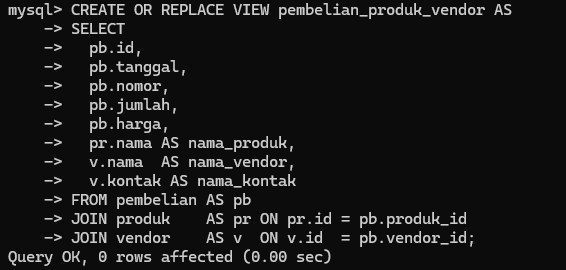 mysql> CREATE OR REPLACE VIEW pembelian_produk_vendor AS
    -> SELECT
    ->   pb.id,
    ->   pb.tanggal,
    ->   pb.nomor,
    ->   pb.jumlah,
    ->   pb.harga,
    ->   pr.nama AS nama_produk,
    ->   v.nama  AS nama_vendor,
    ->   v.kontak AS nama_kontak
    -> FROM pembelian AS pb
    -> JOIN produk    AS pr ON pr.id = pb.produk_id
    -> JOIN vendor    AS v  ON v.id  = pb.vendor_id;
Query OK, 0 rows affected (0.00 sec)